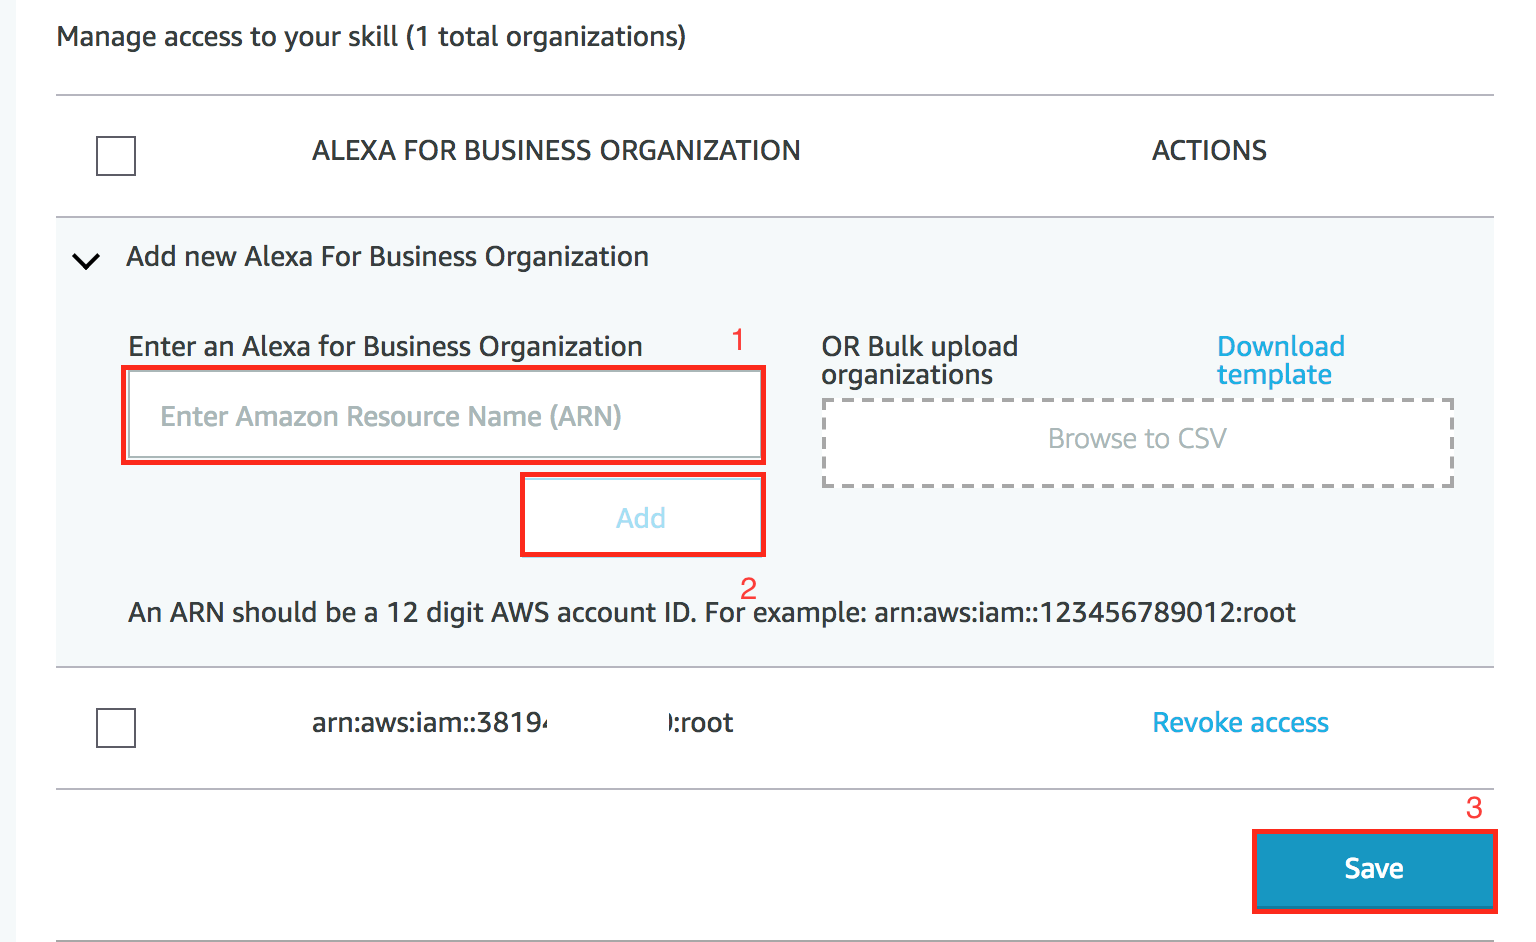 Manage access to your skill (1 total organizations)
ALEXA FOR BUSINESS ORGANIZATION
ACTIONS
Add new Alexa For Business Organization
Enter an Alexa for Business Organization
1
Enter Amazon Resource Name (ARN)
Add
2
OR Bulk upload
organizations
Download
template
Browse to CSV
An ARN should be a 12 digit AWS account ID. For example: arn:aws:iam::123456789012:root
arn:aws:iam::38194 :root
Revoke access
3
Save